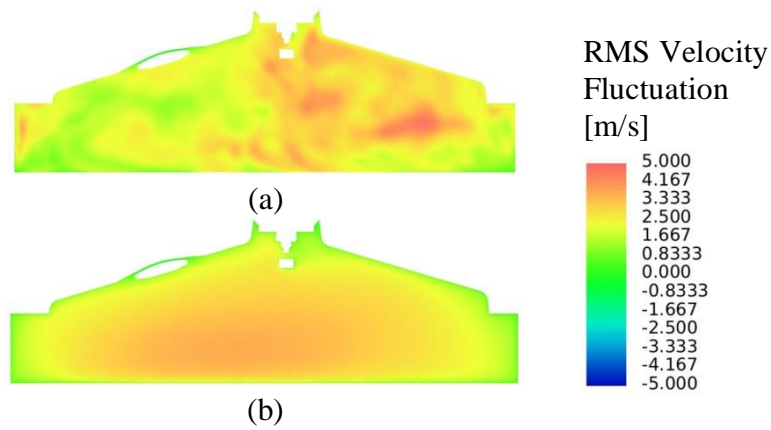 RMS Velocity
Fluctuation
[m/s]
5.000
4.167
3.333
2.500
1.667
0.8333
0.000
-0.8333
-1.667
-2.500
-3.333
-4.167
-5.000
(a)
(b)